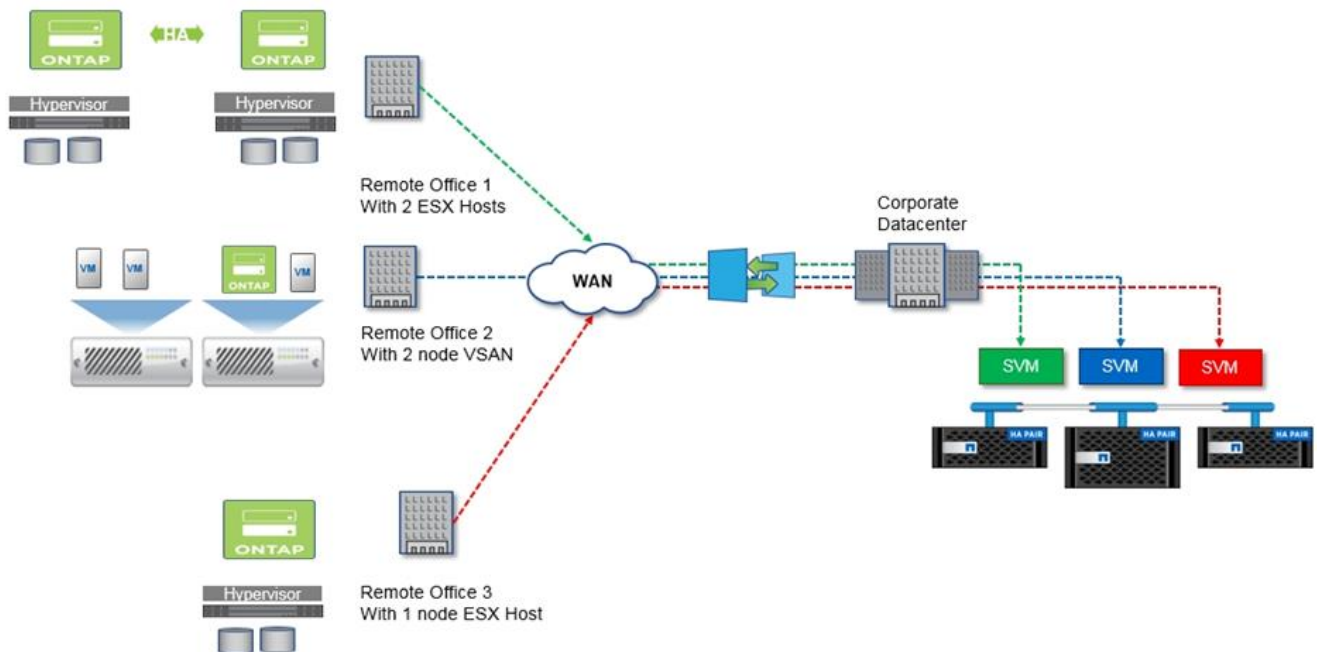 HA
ONTAP
ONTAP
Hypervisor
Hypervisor
Remote Office 1
With 2 ESX Hosts
VM
VM
ONTAP
VM
Remote Office 2
With 2 node VSAN
WAN
Corporate
Datacenter
SVM
SVM
SVM
HA PAIR
HA PAIR
HA PAIR
ONTAP
Hypervisor
Remote Office 3
With 1 node ESX Host